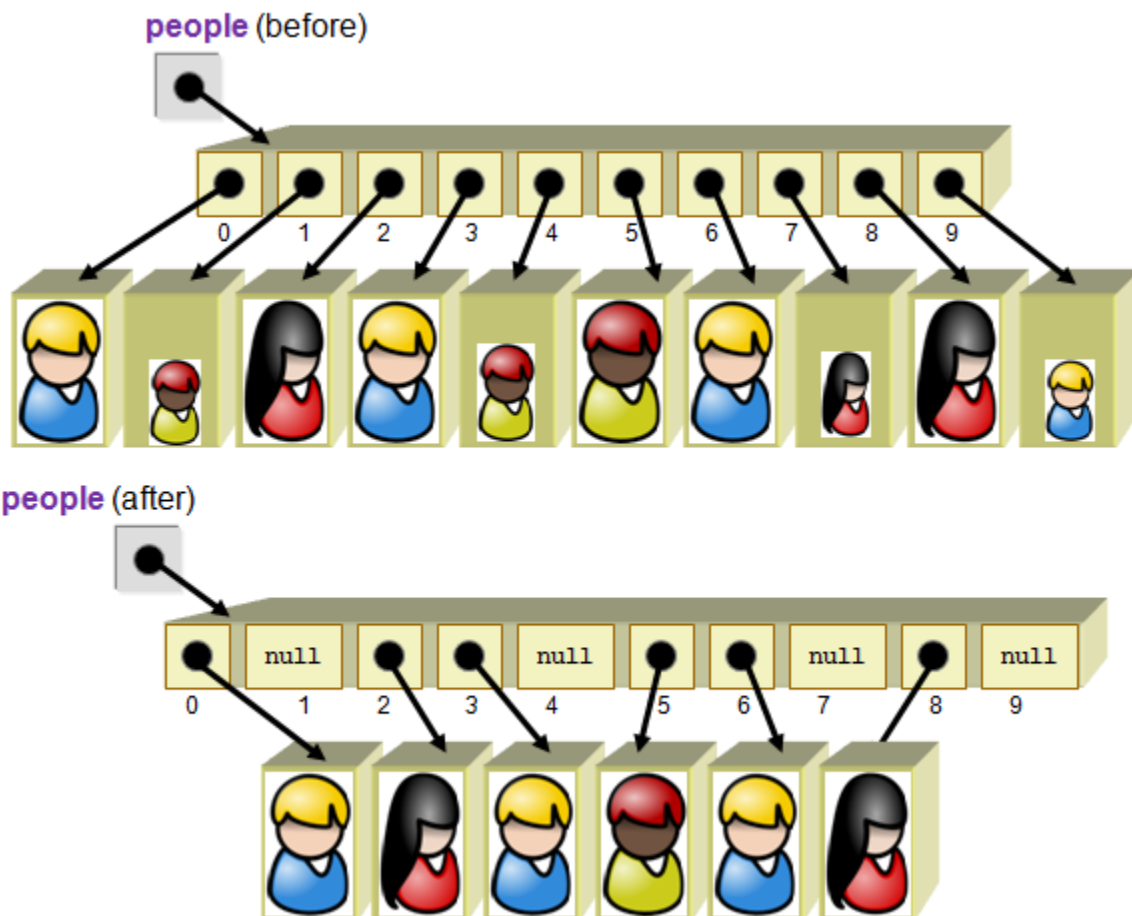 people (before)
0 1 2 3 4 5 6 7 8 9
people (after)
null null null null
0 1 2 3 4 5 6 7 8 9